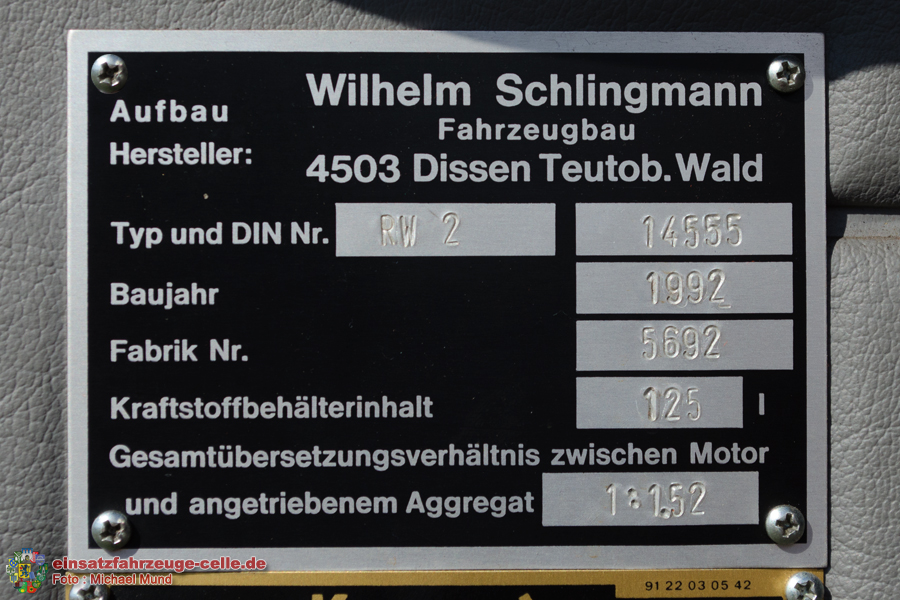 Aufbau
Hersteller:
Wilhelm Schlingmann
Fahrzeugbau
4503 Dissen Teutob. Wald
Typ und DIN Nr. RW 2 14555
Baujahr 1992
Fabrik Nr. 5692
Kraftstoffbehälterinhalt 125 l
Gesamtübersetzungsverhältnis zwischen Motor
und angetriebenem Aggregat 1:1.52
einsatzfahrzeuge-celle.de
Foto : Michael Mund
91 22 03 05 42